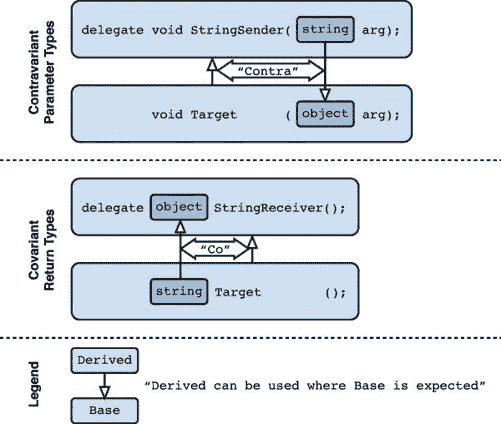 Contravariant
Parameter Types
delegate void StringSender( string arg);
"Contra"
void Target ( object arg);
Covariant
Return Types
delegate object StringReceiver();
"Co"
string Target ();
Legend
Derived
"Derived can be used where Base is expected"
Base